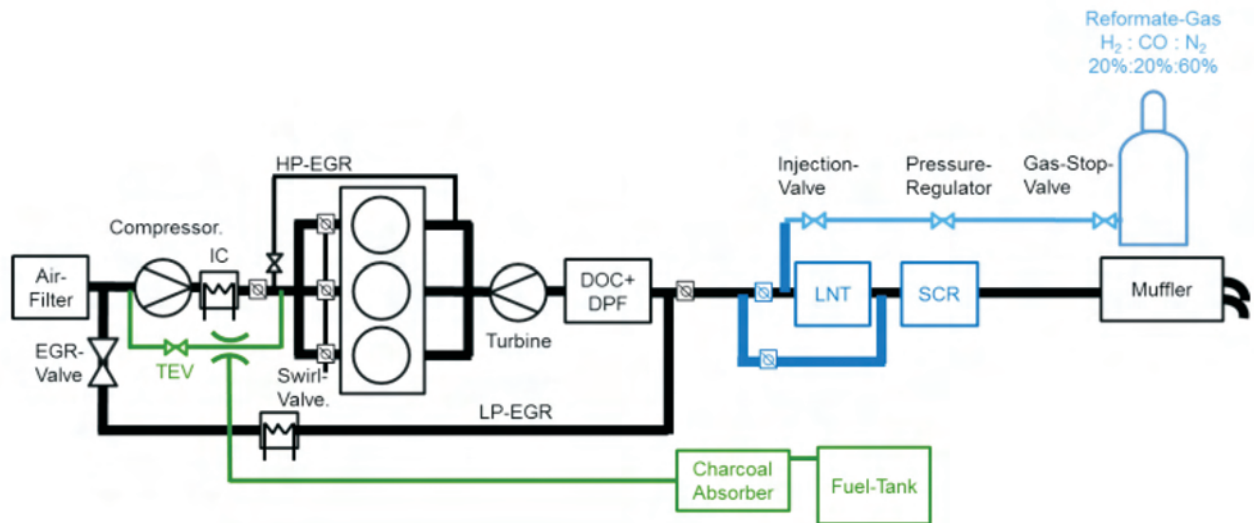 Reformate-Gas
H₂ : CO : N₂
20%:20%:60%
HP-EGR
Injection-
Valve
Pressure-
Regulator
Gas-Stop-
Valve
Compressor.
IC
Air-
Filter
DOC+
DPF
LNT
SCR
Muffler
Turbine
EGR-
Valve
TEV
Swirl-
Valve.
LP-EGR
Charcoal
Absorber
Fuel-Tank